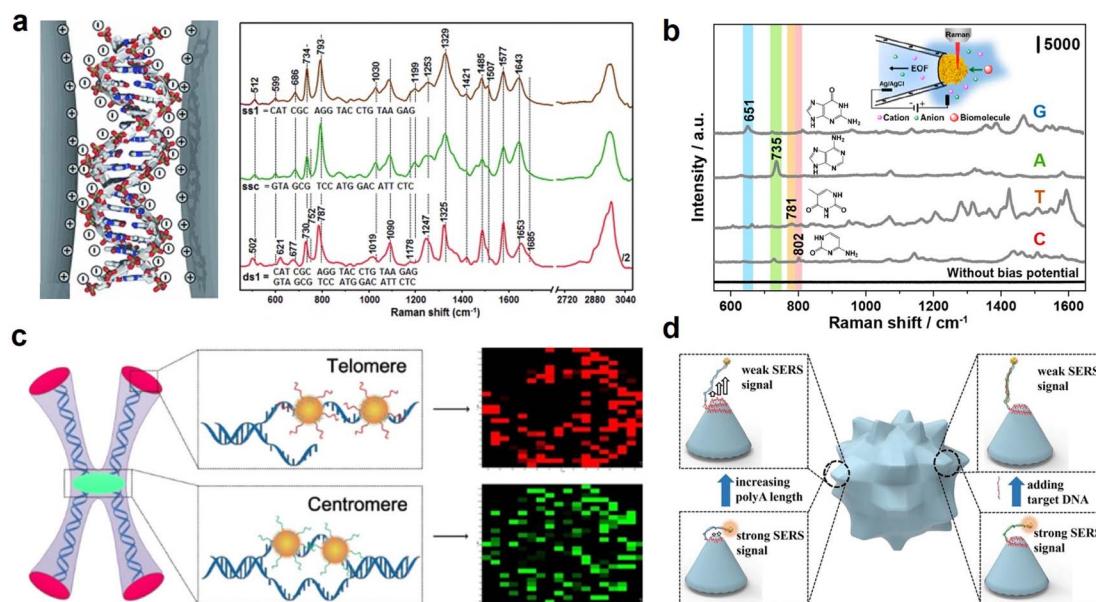 a
512
599
686
734
793
1030
1199
1253
1329
1421
1485
1507
1577
1643
ss1 = CAT CGC AGG TAC CTG TAA GAG
ssc = GTA GCG TCC ATG GAC ATT CTC
502
621
677
730
752
787
1019
1090
1178
1247
1325
1653
1685
/2
ds1 = CAT CGC AGG TAC CTG TAA GAG
GTA GCG TCC ATG GAC ATT CTC
600 800 1000 1200 1400 1600 2720 2880 3040
Raman shift (cm-1)
b
5000
Raman
EOF
Ag/AgCl
Cation Anion Biomolecule
651
G
735
A
781
T
802
C
Without bias potential
Intensity / a.u.
600 800 1000 1200 1400 1600
Raman shift / cm-1
c
Telomere
Centromere
d
weak SERS
signal
weak SERS
signal
increasing
polyA length
adding
target DNA
strong SERS
signal
strong SERS
signal